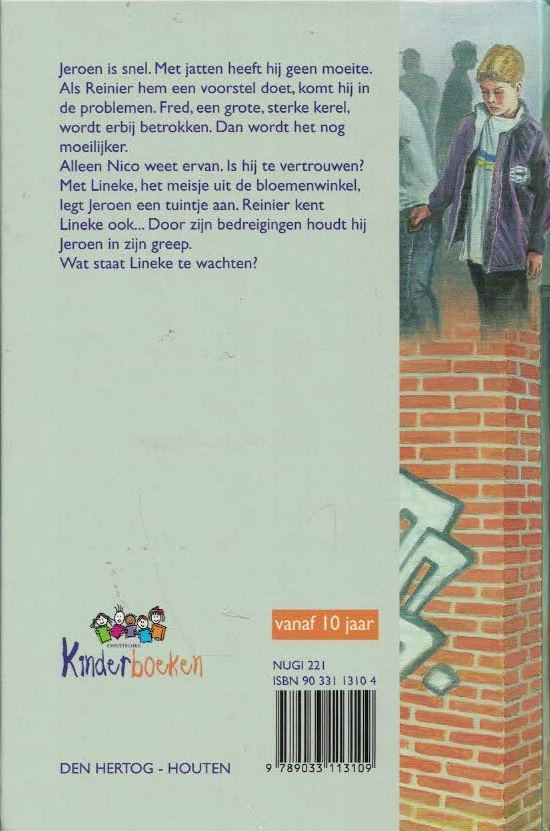 Jeroen is snel. Met jatten heeft hij geen moeite.
Als Reinier hem een voorstel doet, komt hij in
de problemen. Fred, een grote, sterke kerel,
wordt erbij betrokken. Dan wordt het nog
moeilijker.
Alleen Nico weet ervan. Is hij te vertrouwen?
Met Lineke, het meisje uit de bloemenwinkel,
legt Jeroen een tuintje aan. Reinier kent
Lineke ook... Door zijn bedreigingen houdt hij
Jeroen in zijn greep.
Wat staat Lineke te wachten?
vanaf 10 jaar
CHRISTELIJKE
Kinderboeken
NUGI 221
ISBN 90 331 1310 4
DEN HERTOG - HOUTEN
9 789033 113109